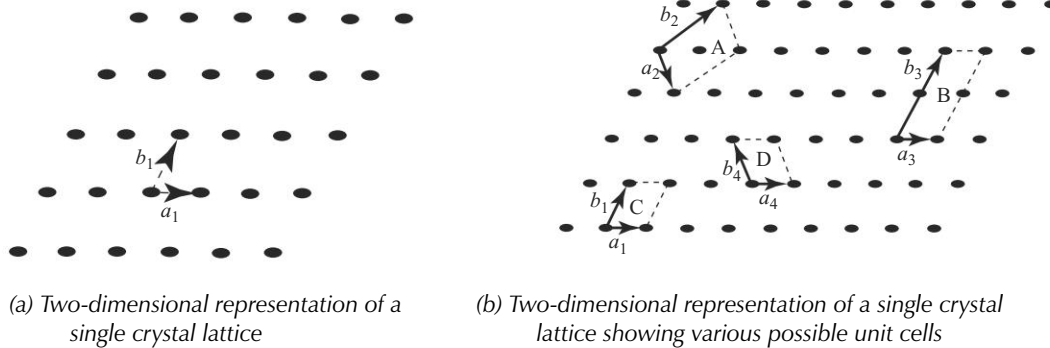 b1
a1
b2
A
a2
b3
B
a3
D
b4
a4
b1
C
a1
(a) Two-dimensional representation of a
single crystal lattice
(b) Two-dimensional representation of a single crystal
lattice showing various possible unit cells